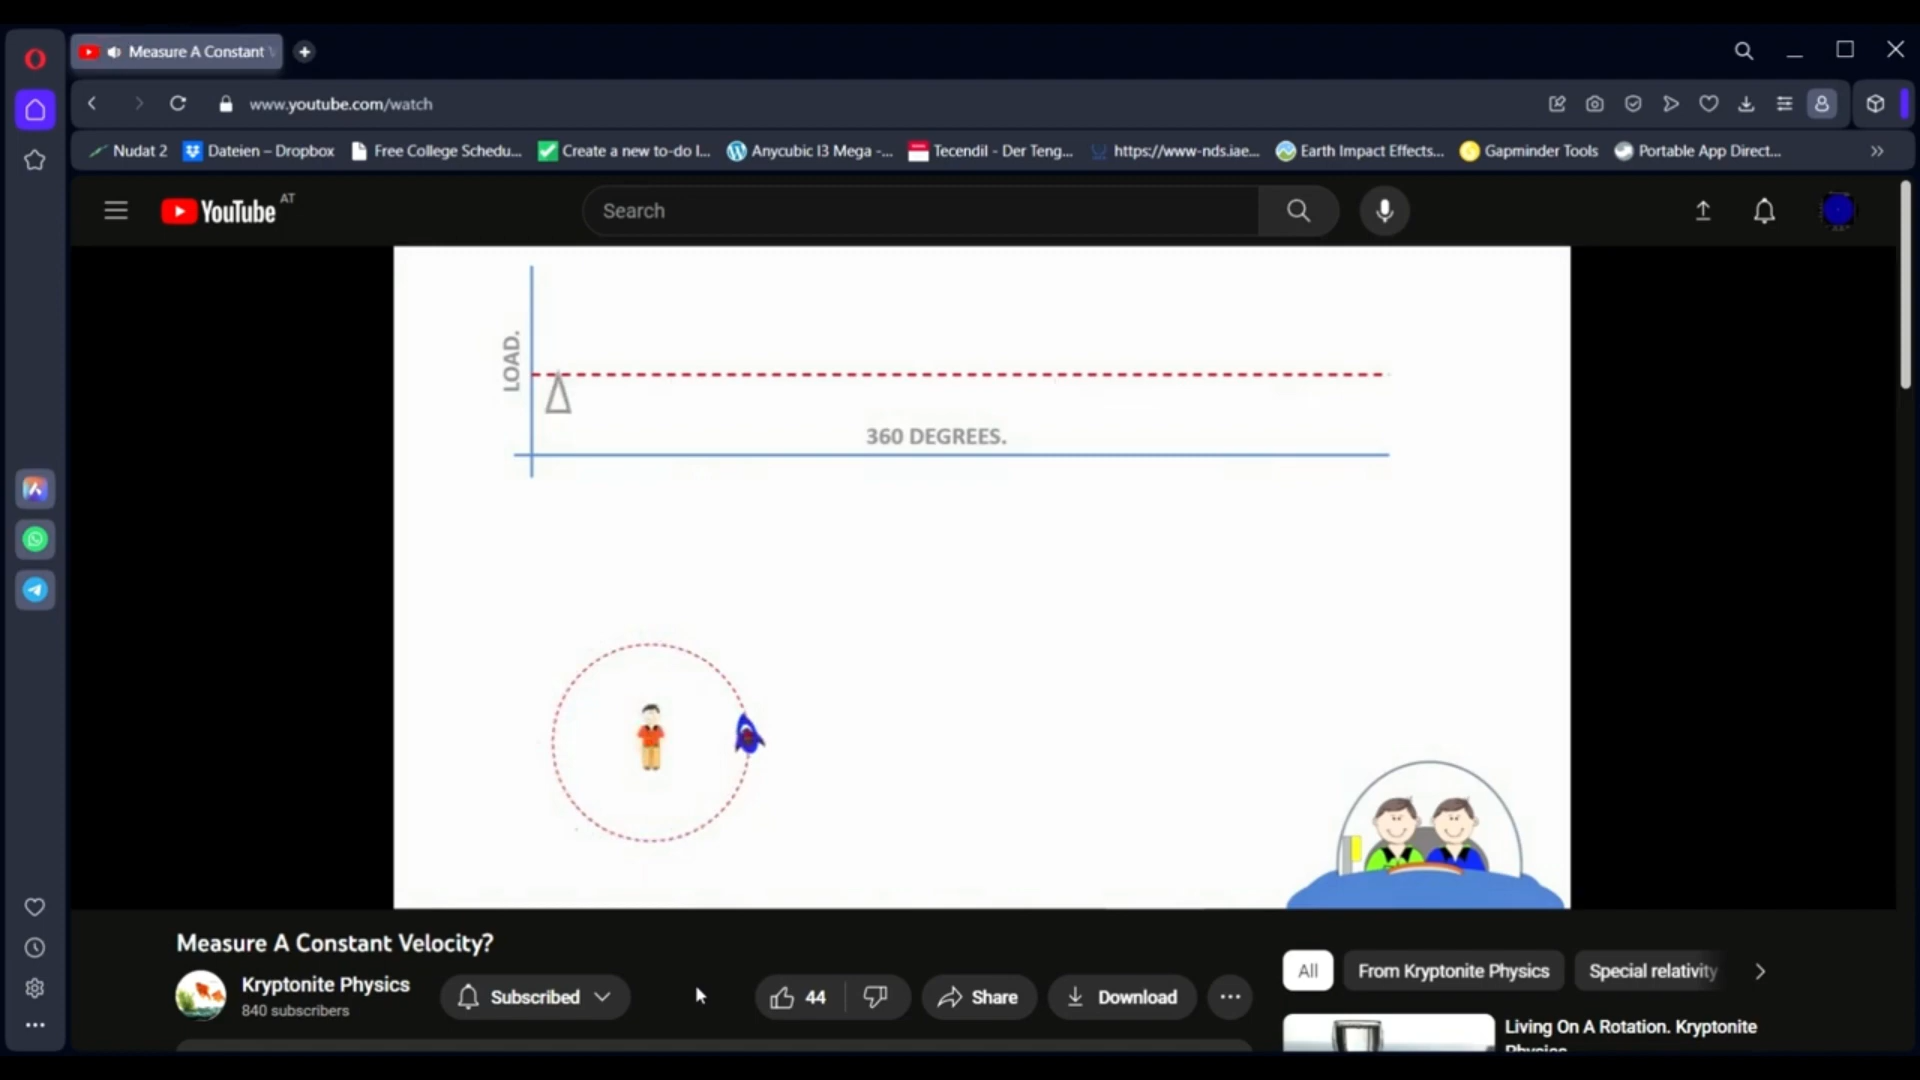 Measure A Constant
www.youtube.com/watch
Nudat 2
Dateien – Dropbox
Free College Schedu...
Create a new to-do l...
Anycubic I3 Mega -...
Tecendil - Der Teng...
https://www-nds.iae...
Earth Impact Effects...
Gapminder Tools
Portable App Direct...
YouTube AT
Search
LOAD.
360 DEGREES.
Measure A Constant Velocity?
Kryptonite Physics
840 subscribers
Subscribed
44
Share
Download
All
From Kryptonite Physics
Special relativity
Living On A Rotation. Kryptonite
Physics